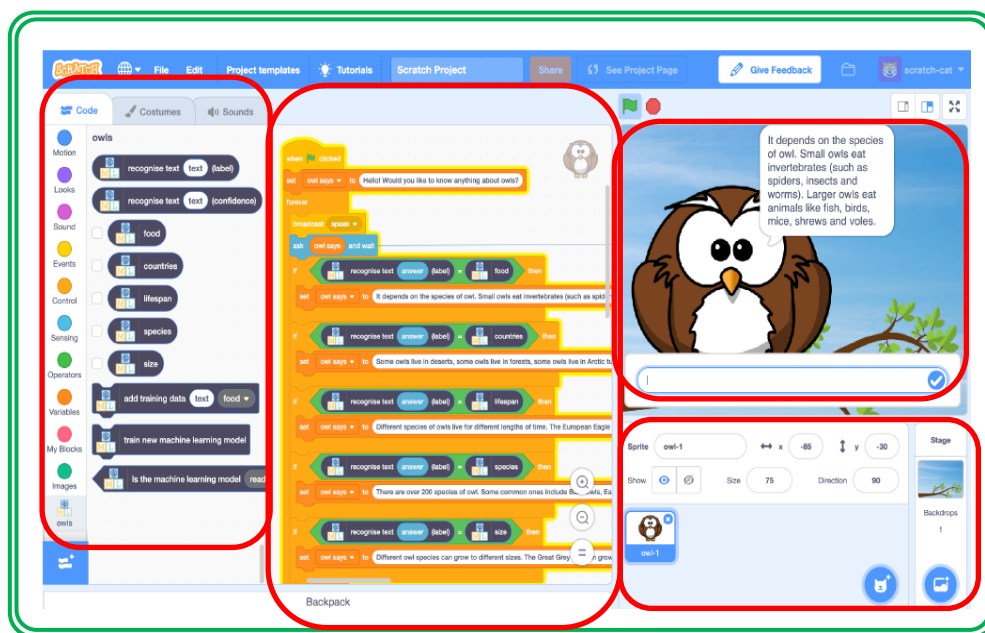 SCRATCH File Edit Project templates Tutorials Scratch Project Share See Project Page Give Feedback scratch-cat
Code Costumes Sounds
Motion
Looks
Sound
Events
Control
Sensing
Operators
Variables
My Blocks
Images
owls
owls
recognise text text (label)
recognise text text (confidence)
food
countries
lifespan
species
size
add training data text food
train new machine learning model
Is the machine learning model read
when clicked
set owl says to Hello! Would you like to know anything about owls?
forever
broadcast speak
ask owl says and wait
if recognise text answer (label) = food then
set owl says to It depends on the species of owl. Small owls eat invertebrates (such as spide
if recognise text answer (label) = countries then
set owl says to Some owls live in deserts, some owls live in forests, some owls live in Arctic tu
if recognise text answer (label) = lifespan then
set owl says to Different species of owls live for different lengths of time. The European Eagle
if recognise text answer (label) = species then
set owl says to There are over 200 species of owl. Some common ones include Ba wls, Ea
if recognise text answer (label) = size then
set owl says to Different owl species can grow to different sizes. The Great Grey n grow
Backpack
It depends on the species
of owl. Small owls eat
invertebrates (such as
spiders, insects and
worms). Larger owls eat
animals like fish, birds,
mice, shrews and voles.
Sprite owl-1 x -85 y -30
Show Size 75 Direction 90
owl-1
Stage
Backdrops
1